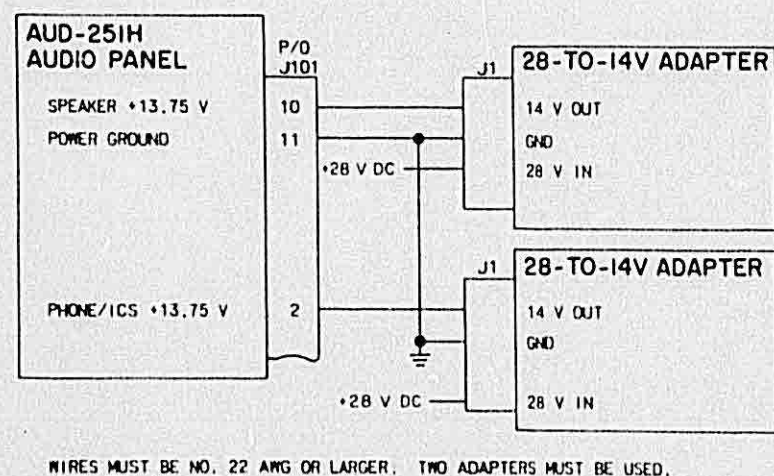 AUD-251H
AUDIO PANEL
P/O
J101
SPEAKER +13.75 V
10
POWER GROUND
11
+28 V DC
PHONE/ICS +13.75 V
2
+28 V DC
J1
28-TO-14V ADAPTER
14 V OUT
GND
28 V IN
J1
28-TO-14V ADAPTER
14 V OUT
GND
28 V IN
WIRES MUST BE NO. 22 AWG OR LARGER. TWO ADAPTERS MUST BE USED.